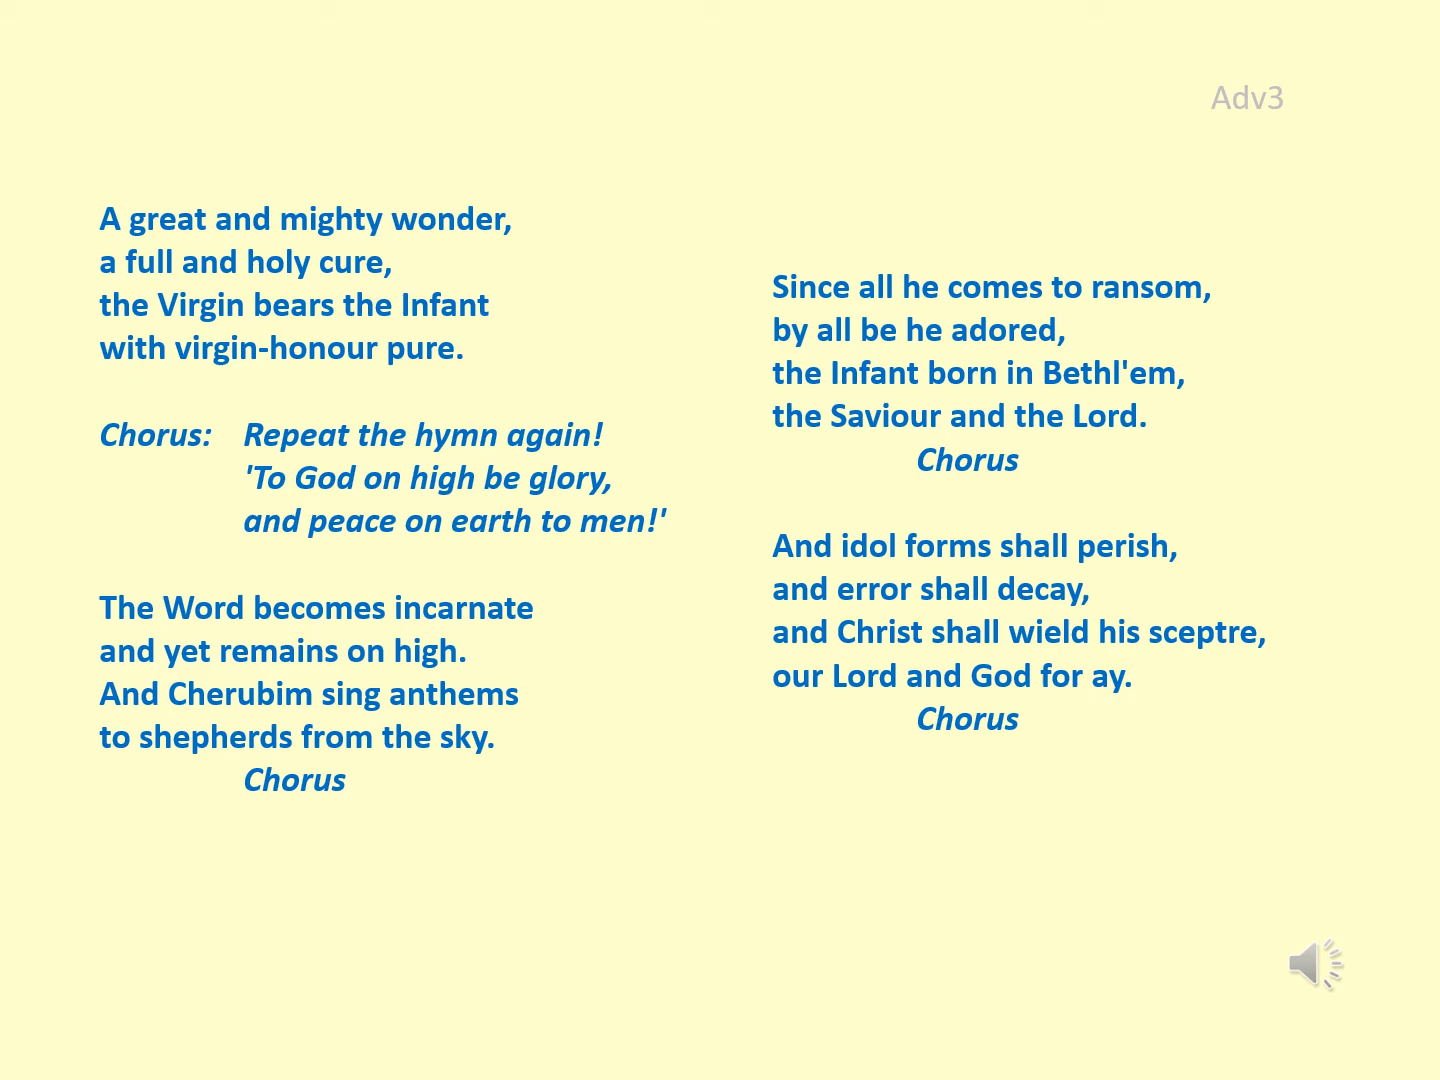 Adv3
A great and mighty wonder,
a full and holy cure,
the Virgin bears the Infant
with virgin-honour pure.
Chorus: Repeat the hymn again!
'To God on high be glory,
and peace on earth to men!'
The Word becomes incarnate
and yet remains on high.
And Cherubim sing anthems
to shepherds from the sky.
Chorus
Since all he comes to ransom,
by all be he adored,
the Infant born in Bethl'em,
the Saviour and the Lord.
Chorus
And idol forms shall perish,
and error shall decay,
and Christ shall wield his sceptre,
our Lord and God for ay.
Chorus